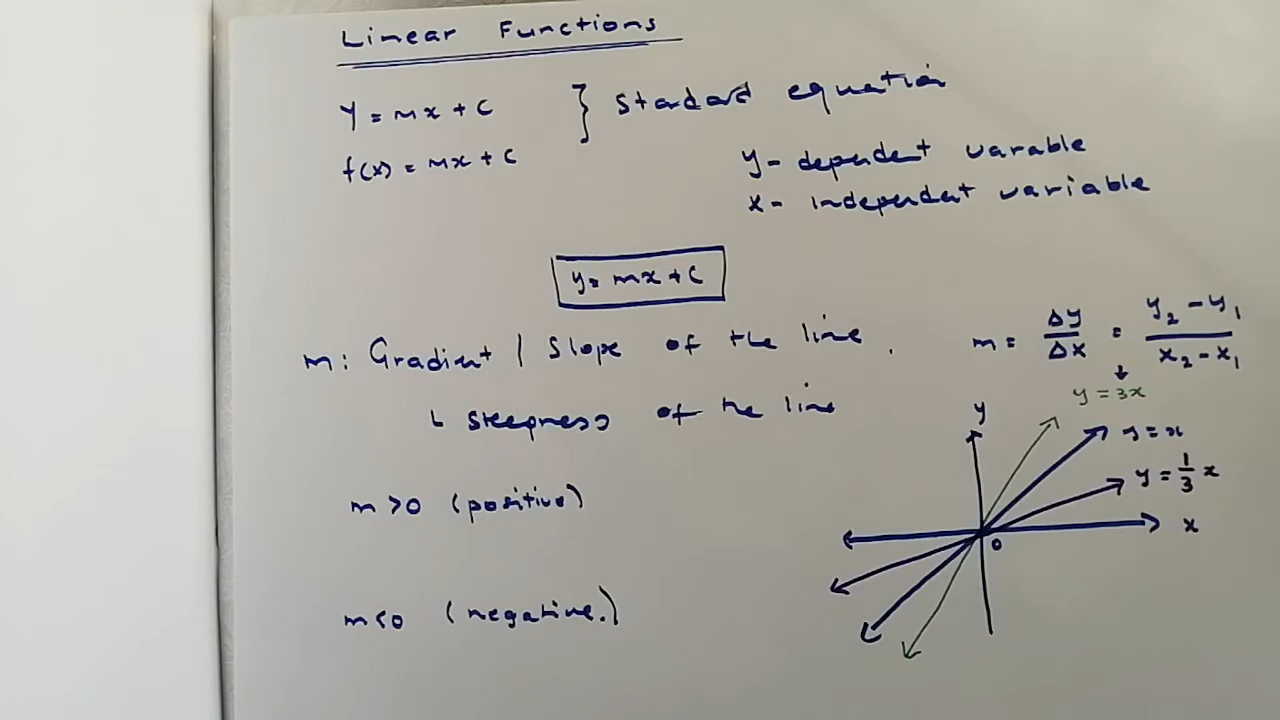 Linear Functions
y = mx + c } Standard equation
f(x) = mx + c
y - dependent varable
x - independent variable
y = mx + c
m: Gradient | Slope of the line.
m = Δy/Δx = y₂ - y₁ / x₂ - x₁
↳ steepness of the line
y = 3x
y
y = x
y = 1/3 x
x
0
m > 0 (positive)
m < 0 (negative.)